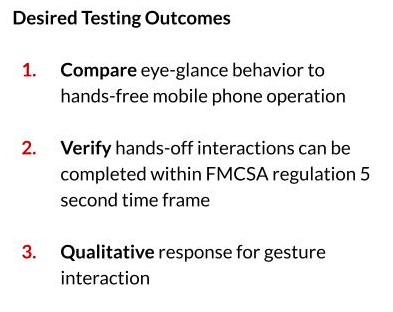 Desired Testing Outcomes
1. Compare eye-glance behavior to
hands-free mobile phone operation
2. Verify hands-off interactions can be
completed within FMCSA regulation 5
second time frame
3. Qualitative response for gesture
interaction